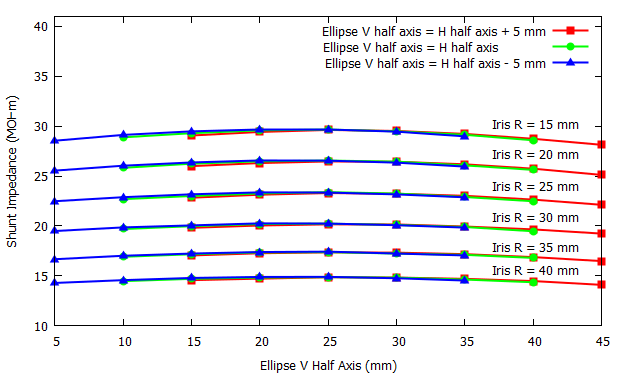 Ellipse V half axis = H half axis + 5 mm
Ellipse V half axis = H half axis
Ellipse V half axis = H half axis - 5 mm
40
35
30
25
20
15
10
Shunt Impedance (MOl-m)
Iris R = 15 mm
Iris R = 20 mm
Iris R = 25 mm
Iris R = 30 mm
Iris R = 35 mm
Iris R = 40 mm
5 10 15 20 25 30 35 40 45
Ellipse V Half Axis (mm)